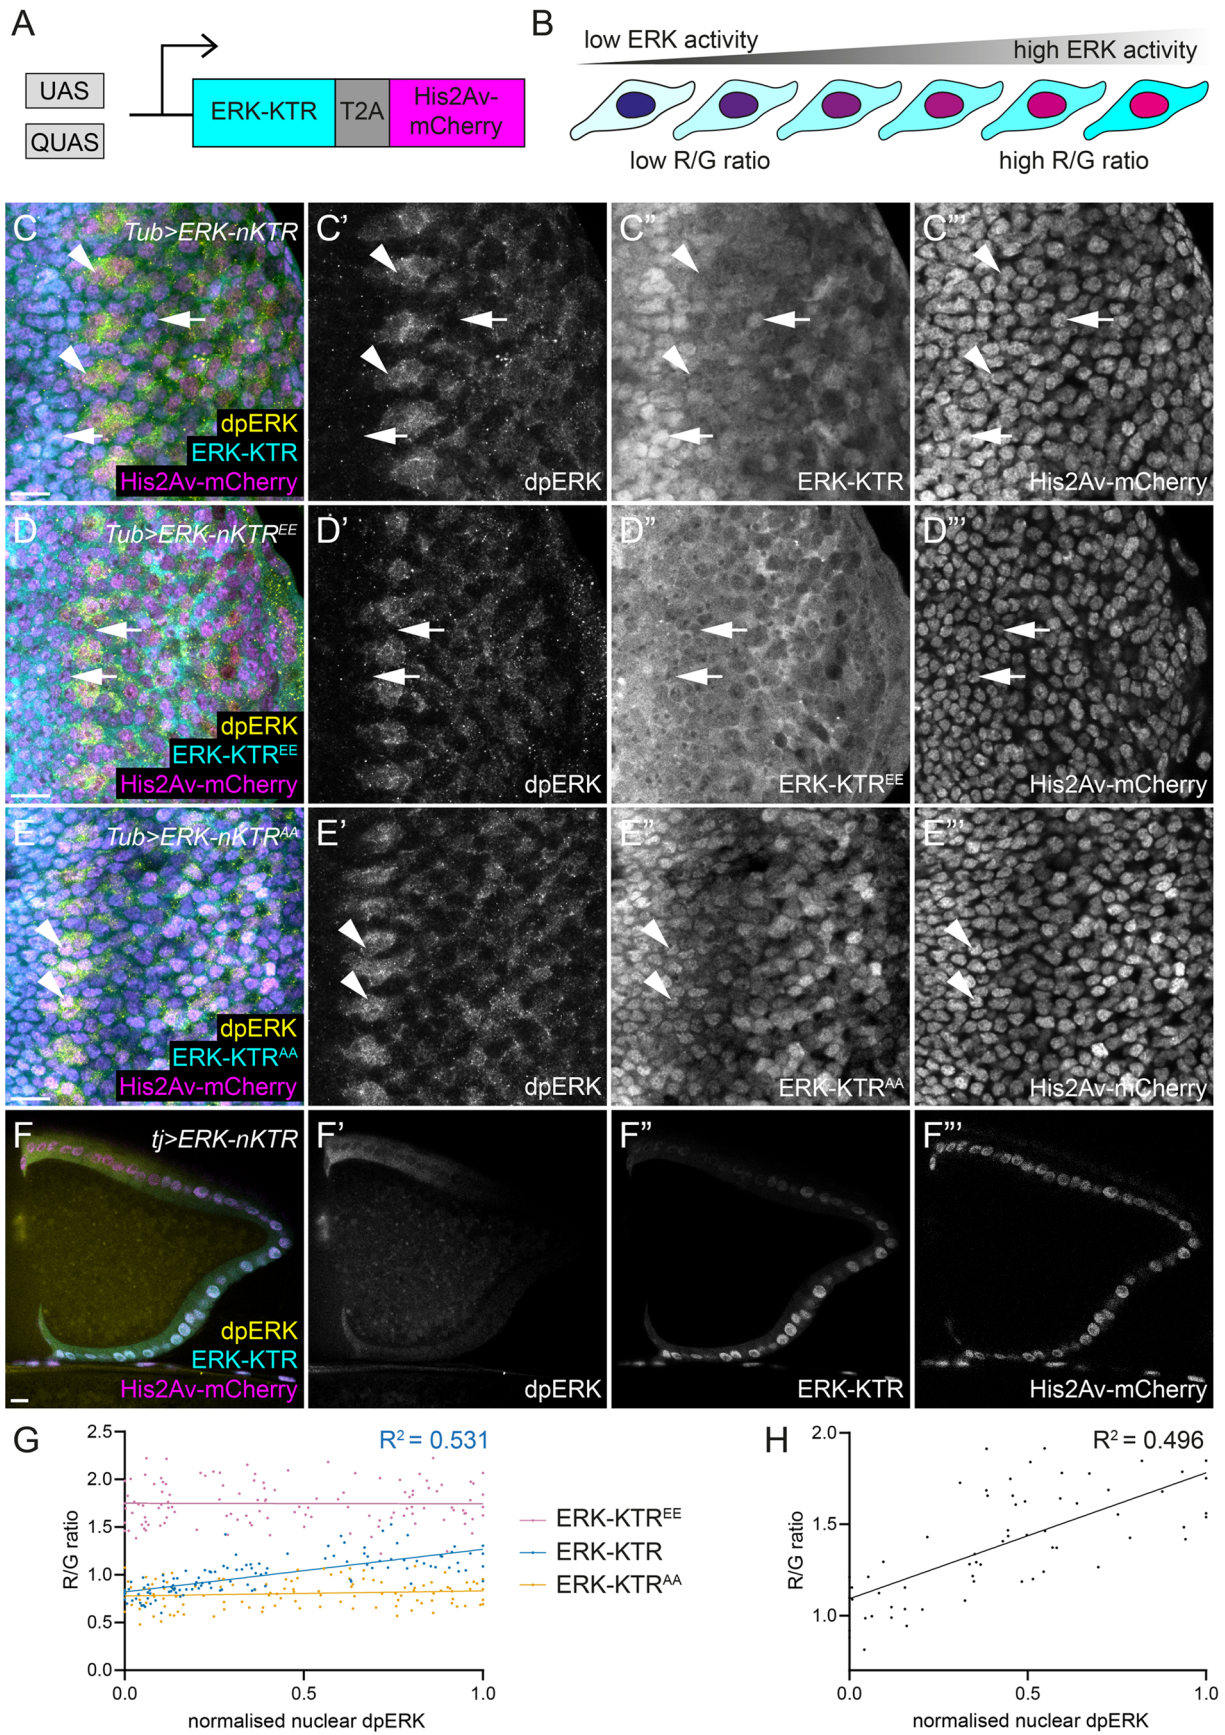 A
UAS
QUAS
ERK-KTR
T2A
His2Av-
mCherry
B
low ERK activity
high ERK activity
low R/G ratio
high R/G ratio
C
Tub>ERK-nKTR
dpERK
ERK-KTR
His2Av-mCherry
C'
dpERK
C"
ERK-KTR
C"'
His2Av-mCherry
D
Tub>ERK-nKTR^EE
dpERK
ERK-KTR^EE
His2Av-mCherry
D'
dpERK
D"
ERK-KTR^EE
D"'
His2Av-mCherry
E
Tub>ERK-nKTR^AA
dpERK
ERK-KTR^AA
His2Av-mCherry
E'
dpERK
E"
ERK-KTR^AA
E"'
His2Av-mCherry
F
tj>ERK-nKTR
dpERK
ERK-KTR
His2Av-mCherry
F'
dpERK
F"
ERK-KTR
F"'
His2Av-mCherry
G
R² = 0.531
2.5
2.0
1.5
1.0
0.5
0.0
R/G ratio
0.0 0.5 1.0
normalised nuclear dpERK
ERK-KTR^EE
ERK-KTR
ERK-KTR^AA
H
R² = 0.496
2.0
1.5
1.0
R/G ratio
0.0 0.5 1.0
normalised nuclear dpERK